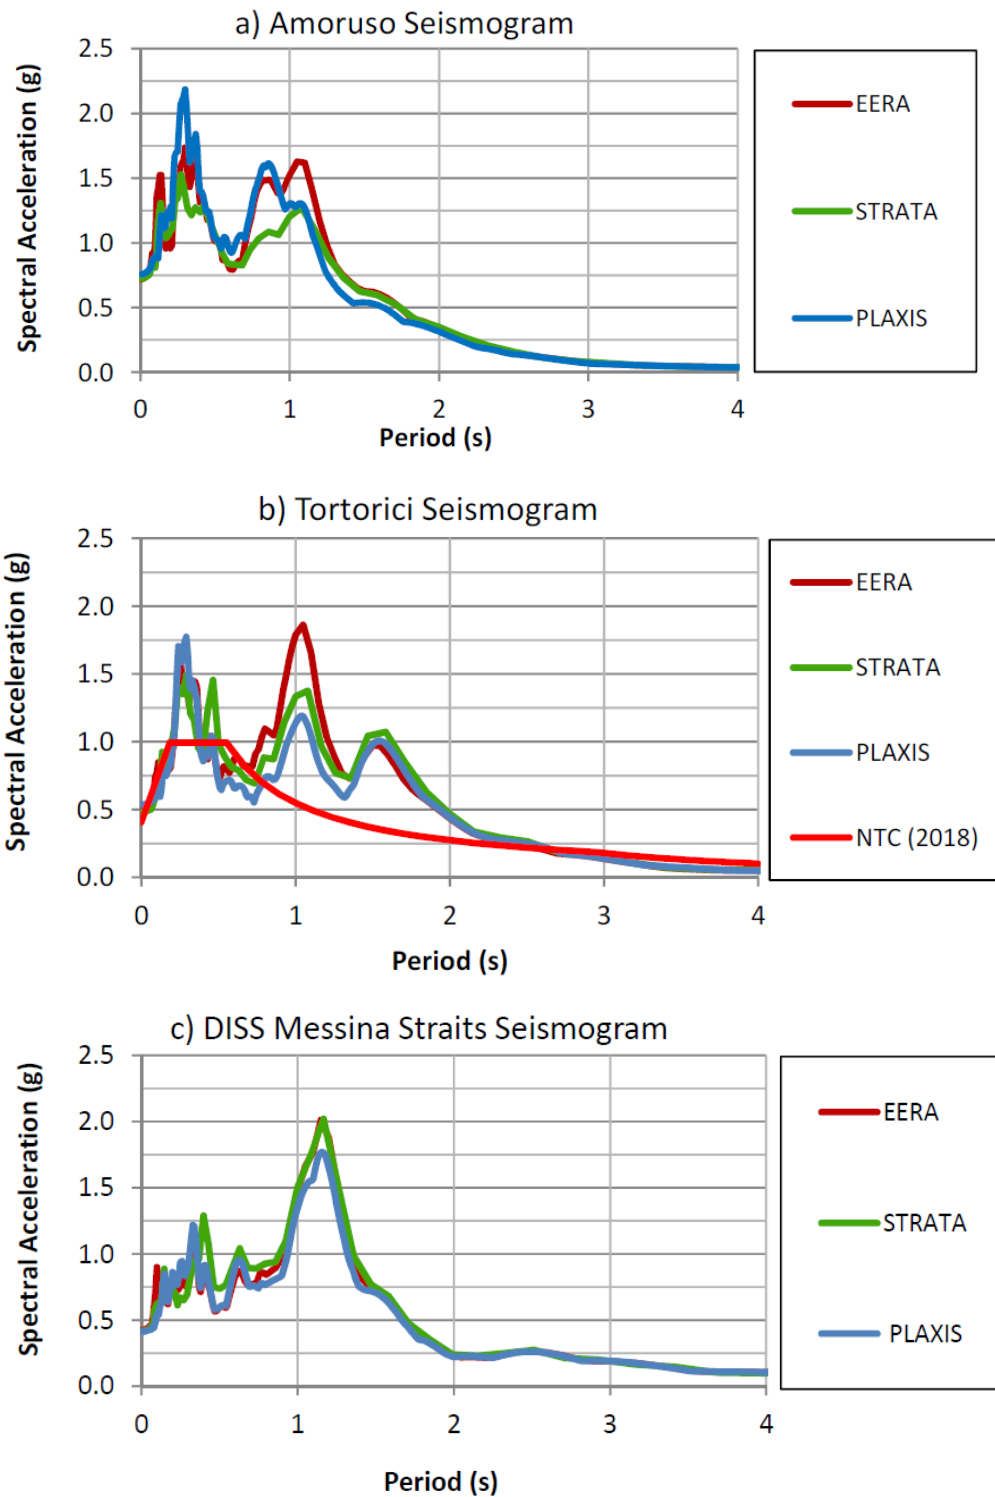 a) Amoruso Seismogram
Spectral Acceleration (g)
2.5
2.0
1.5
1.0
0.5
0.0
0 1 2 3 4
Period (s)
EERA
STRATA
PLAXIS
b) Tortorici Seismogram
Spectral Acceleration (g)
2.5
2.0
1.5
1.0
0.5
0.0
0 1 2 3 4
Period (s)
EERA
STRATA
PLAXIS
NTC (2018)
c) DISS Messina Straits Seismogram
Spectral Acceleration (g)
2.5
2.0
1.5
1.0
0.5
0.0
0 1 2 3 4
Period (s)
EERA
STRATA
PLAXIS